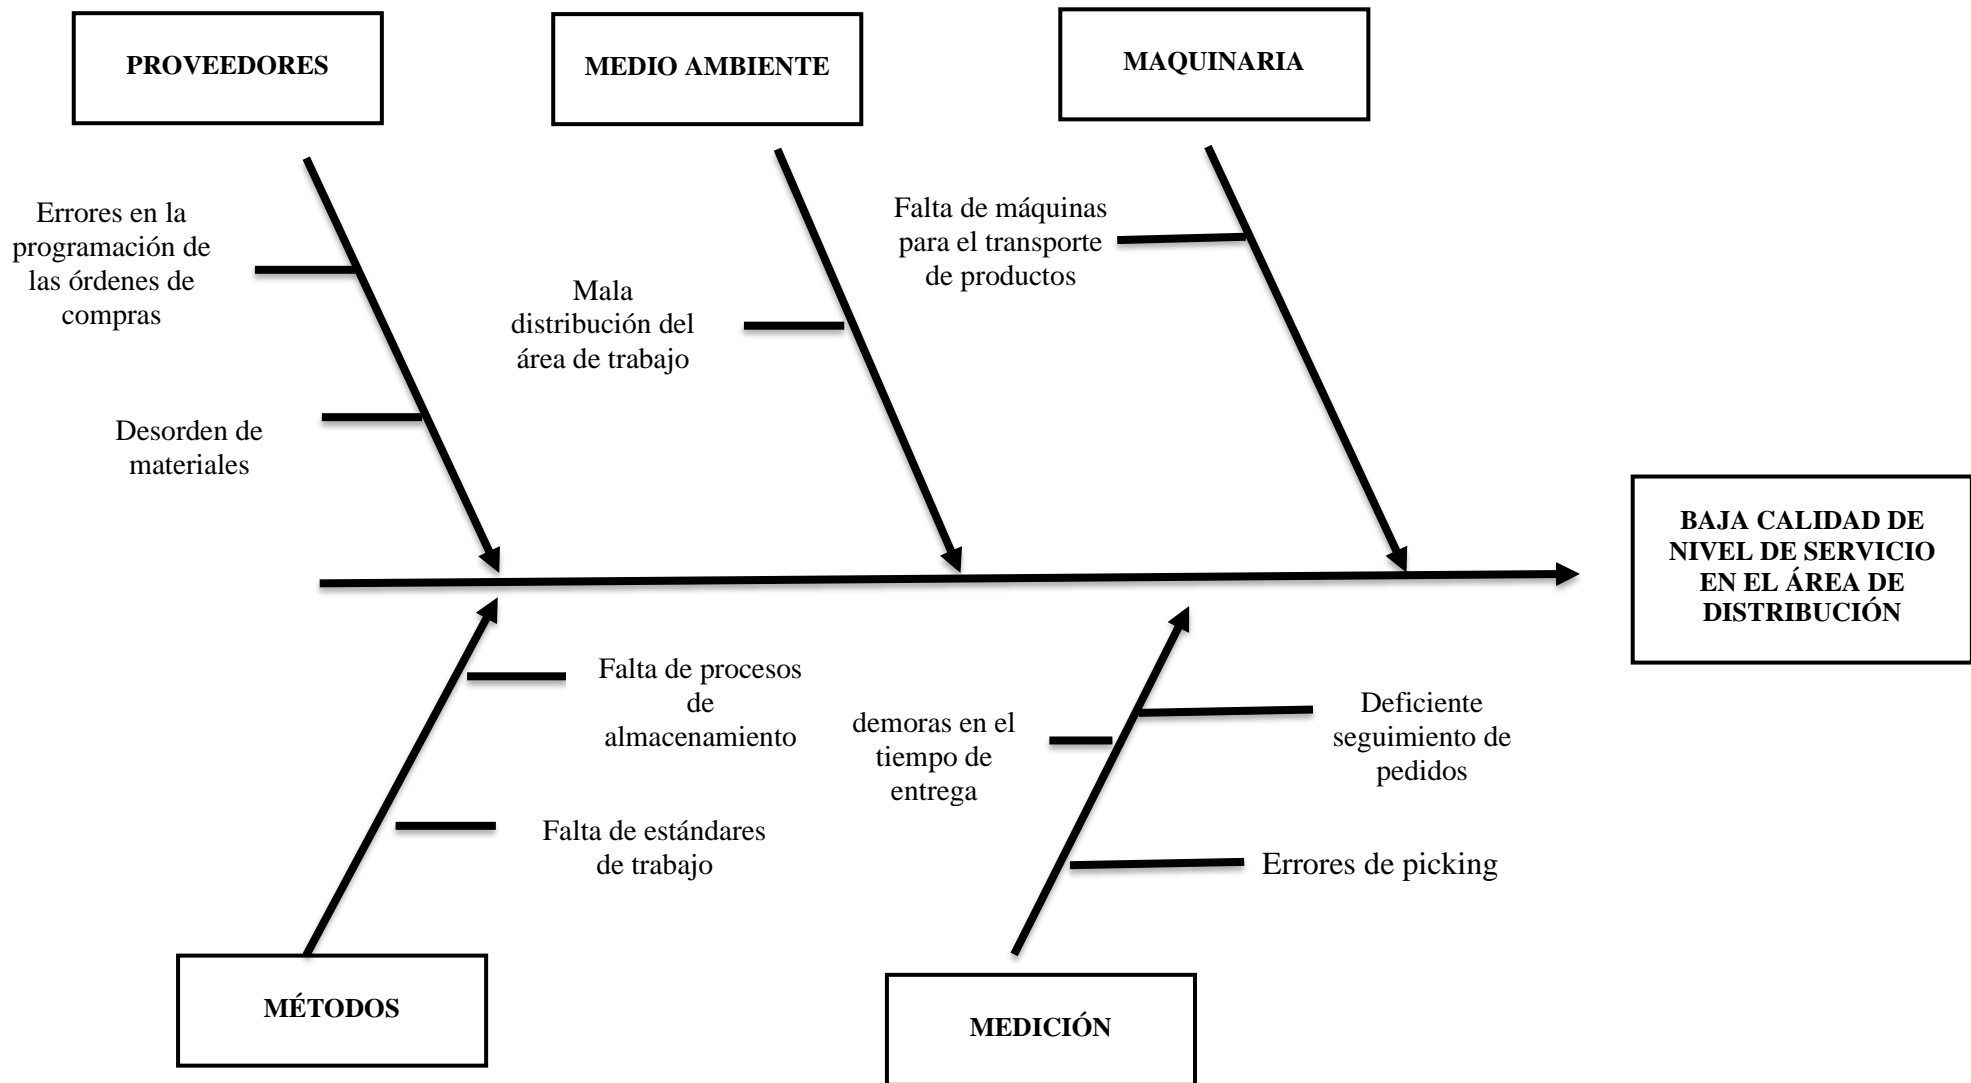 PROVEEDORES
MEDIO AMBIENTE
MAQUINARIA
Errores en la
programación de
las órdenes de
compras
Desorden de
materiales
Mala
distribución del
área de trabajo
Falta de máquinas
para el transporte
de productos
BAJA CALIDAD DE
NIVEL DE SERVICIO
EN EL ÁREA DE
DISTRIBUCIÓN
Falta de procesos
de
almacenamiento
Falta de estándares
de trabajo
demoras en el
tiempo de
entrega
Deficiente
seguimiento de
pedidos
Errores de picking
MÉTODOS
MEDICIÓN